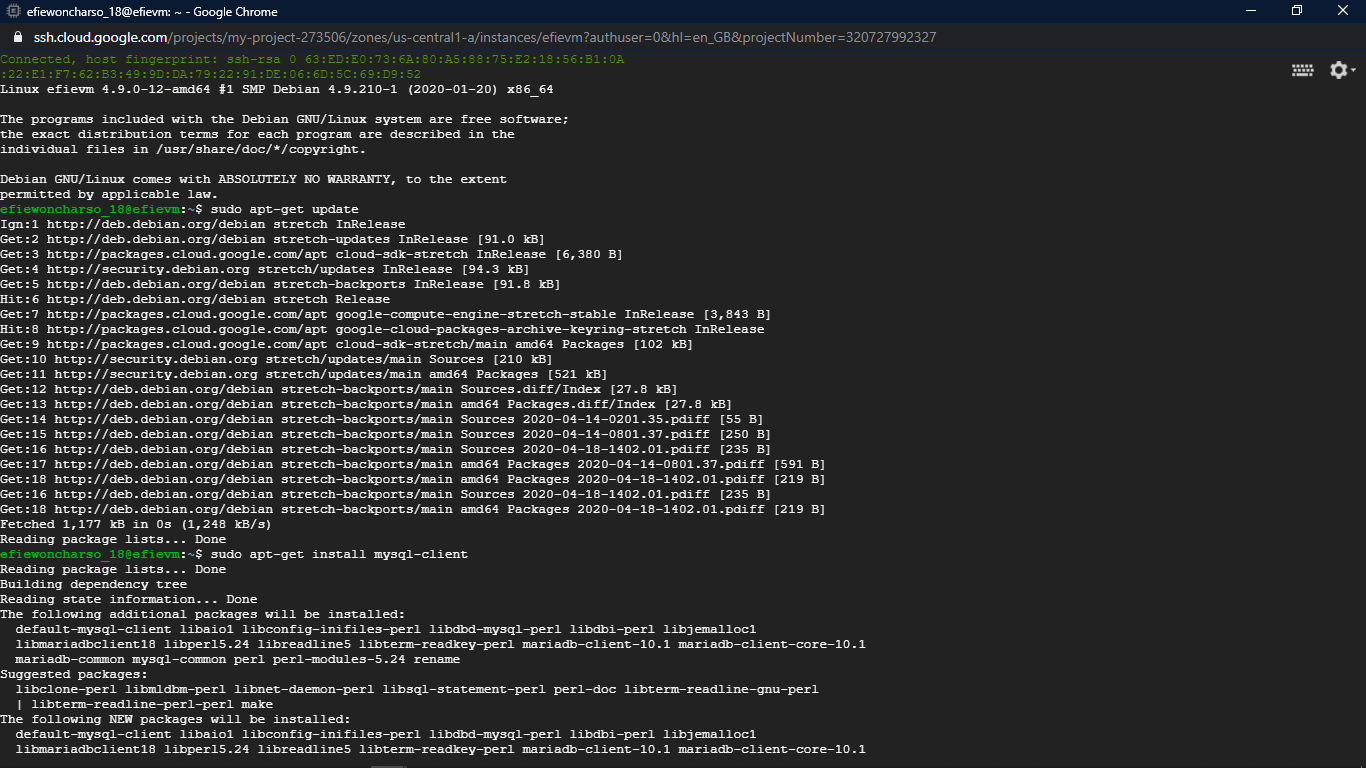 efiewoncharso_18@efievm: ~ - Google Chrome
ssh.cloud.google.com/projects/my-project-273506/zones/us-central1-a/instances/efievm?authuser=0&hl=en_GB&projectNumber=320727992327
Connected, host fingerprint: ssh-rsa 0 63:ED:E0:73:6A:80:A5:88:75:E2:18:56:B1:0A
:22:E1:F7:62:B3:49:9D:DA:79:22:91:DE:06:6D:5C:69:D9:52
Linux efievm 4.9.0-12-amd64 #1 SMP Debian 4.9.210-1 (2020-01-20) x86_64
The programs included with the Debian GNU/Linux system are free software;
the exact distribution terms for each program are described in the
individual files in /usr/share/doc/*/copyright.
Debian GNU/Linux comes with ABSOLUTELY NO WARRANTY, to the extent
permitted by applicable law.
efiewoncharso_18@efievm:~$ sudo apt-get update
Ign:1 http://deb.debian.org/debian stretch InRelease
Get:2 http://deb.debian.org/debian stretch-updates InRelease [91.0 kB]
Get:3 http://packages.cloud.google.com/apt cloud-sdk-stretch InRelease [6,380 B]
Get:4 http://security.debian.org stretch/updates InRelease [94.3 kB]
Get:5 http://deb.debian.org/debian stretch-backports InRelease [91.8 kB]
Hit:6 http://deb.debian.org/debian stretch Release
Get:7 http://packages.cloud.google.com/apt google-compute-engine-stretch-stable InRelease [3,843 B]
Hit:8 http://packages.cloud.google.com/apt google-cloud-packages-archive-keyring-stretch InRelease
Get:9 http://packages.cloud.google.com/apt cloud-sdk-stretch/main amd64 Packages [102 kB]
Get:10 http://security.debian.org stretch/updates/main Sources [210 kB]
Get:11 http://security.debian.org stretch/updates/main amd64 Packages [521 kB]
Get:12 http://deb.debian.org/debian stretch-backports/main Sources.diff/Index [27.8 kB]
Get:13 http://deb.debian.org/debian stretch-backports/main amd64 Packages.diff/Index [27.8 kB]
Get:14 http://deb.debian.org/debian stretch-backports/main Sources 2020-04-14-0201.35.pdiff [55 B]
Get:15 http://deb.debian.org/debian stretch-backports/main Sources 2020-04-14-0801.37.pdiff [250 B]
Get:16 http://deb.debian.org/debian stretch-backports/main Sources 2020-04-18-1402.01.pdiff [235 B]
Get:17 http://deb.debian.org/debian stretch-backports/main amd64 Packages 2020-04-14-0801.37.pdiff [591 B]
Get:18 http://deb.debian.org/debian stretch-backports/main amd64 Packages 2020-04-18-1402.01.pdiff [219 B]
Get:16 http://deb.debian.org/debian stretch-backports/main Sources 2020-04-18-1402.01.pdiff [235 B]
Get:18 http://deb.debian.org/debian stretch-backports/main amd64 Packages 2020-04-18-1402.01.pdiff [219 B]
Fetched 1,177 kB in 0s (1,248 kB/s)
Reading package lists... Done
efiewoncharso_18@efievm:~$ sudo apt-get install mysql-client
Reading package lists... Done
Building dependency tree
Reading state information... Done
The following additional packages will be installed:
default-mysql-client libaio1 libconfig-inifiles-perl libdbd-mysql-perl libdbi-perl libjemalloc1
libmariadbclient18 libperl5.24 libreadline5 libterm-readkey-perl mariadb-client-10.1 mariadb-client-core-10.1
mariadb-common mysql-common perl perl-modules-5.24 rename
Suggested packages:
libclone-perl libmldbm-perl libnet-daemon-perl libsql-statement-perl perl-doc libterm-readline-gnu-perl
| libterm-readline-perl-perl make
The following NEW packages will be installed:
default-mysql-client libaio1 libconfig-inifiles-perl libdbd-mysql-perl libdbi-perl libjemalloc1
libmariadbclient18 libperl5.24 libreadline5 libterm-readkey-perl mariadb-client-10.1 mariadb-client-core-10.1